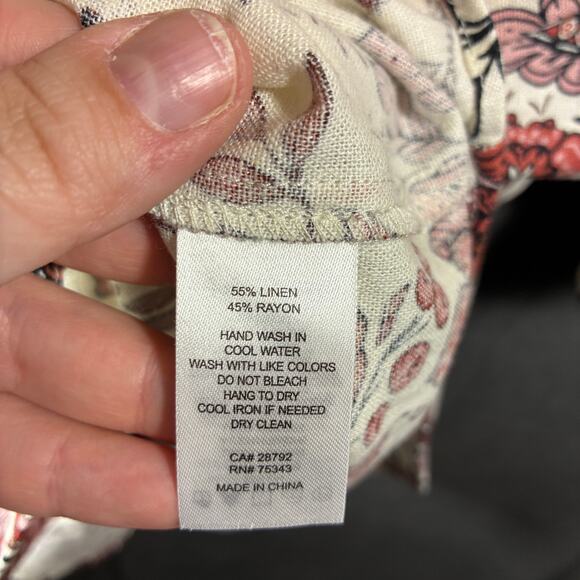 55% LINEN
45% RAYON
HAND WASH IN
COOL WATER
WASH WITH LIKE COLORS
DO NOT BLEACH
HANG TO DRY
COOL IRON IF NEEDED
DRY CLEAN
CA# 28792
RN# 75343
MADE IN CHINA